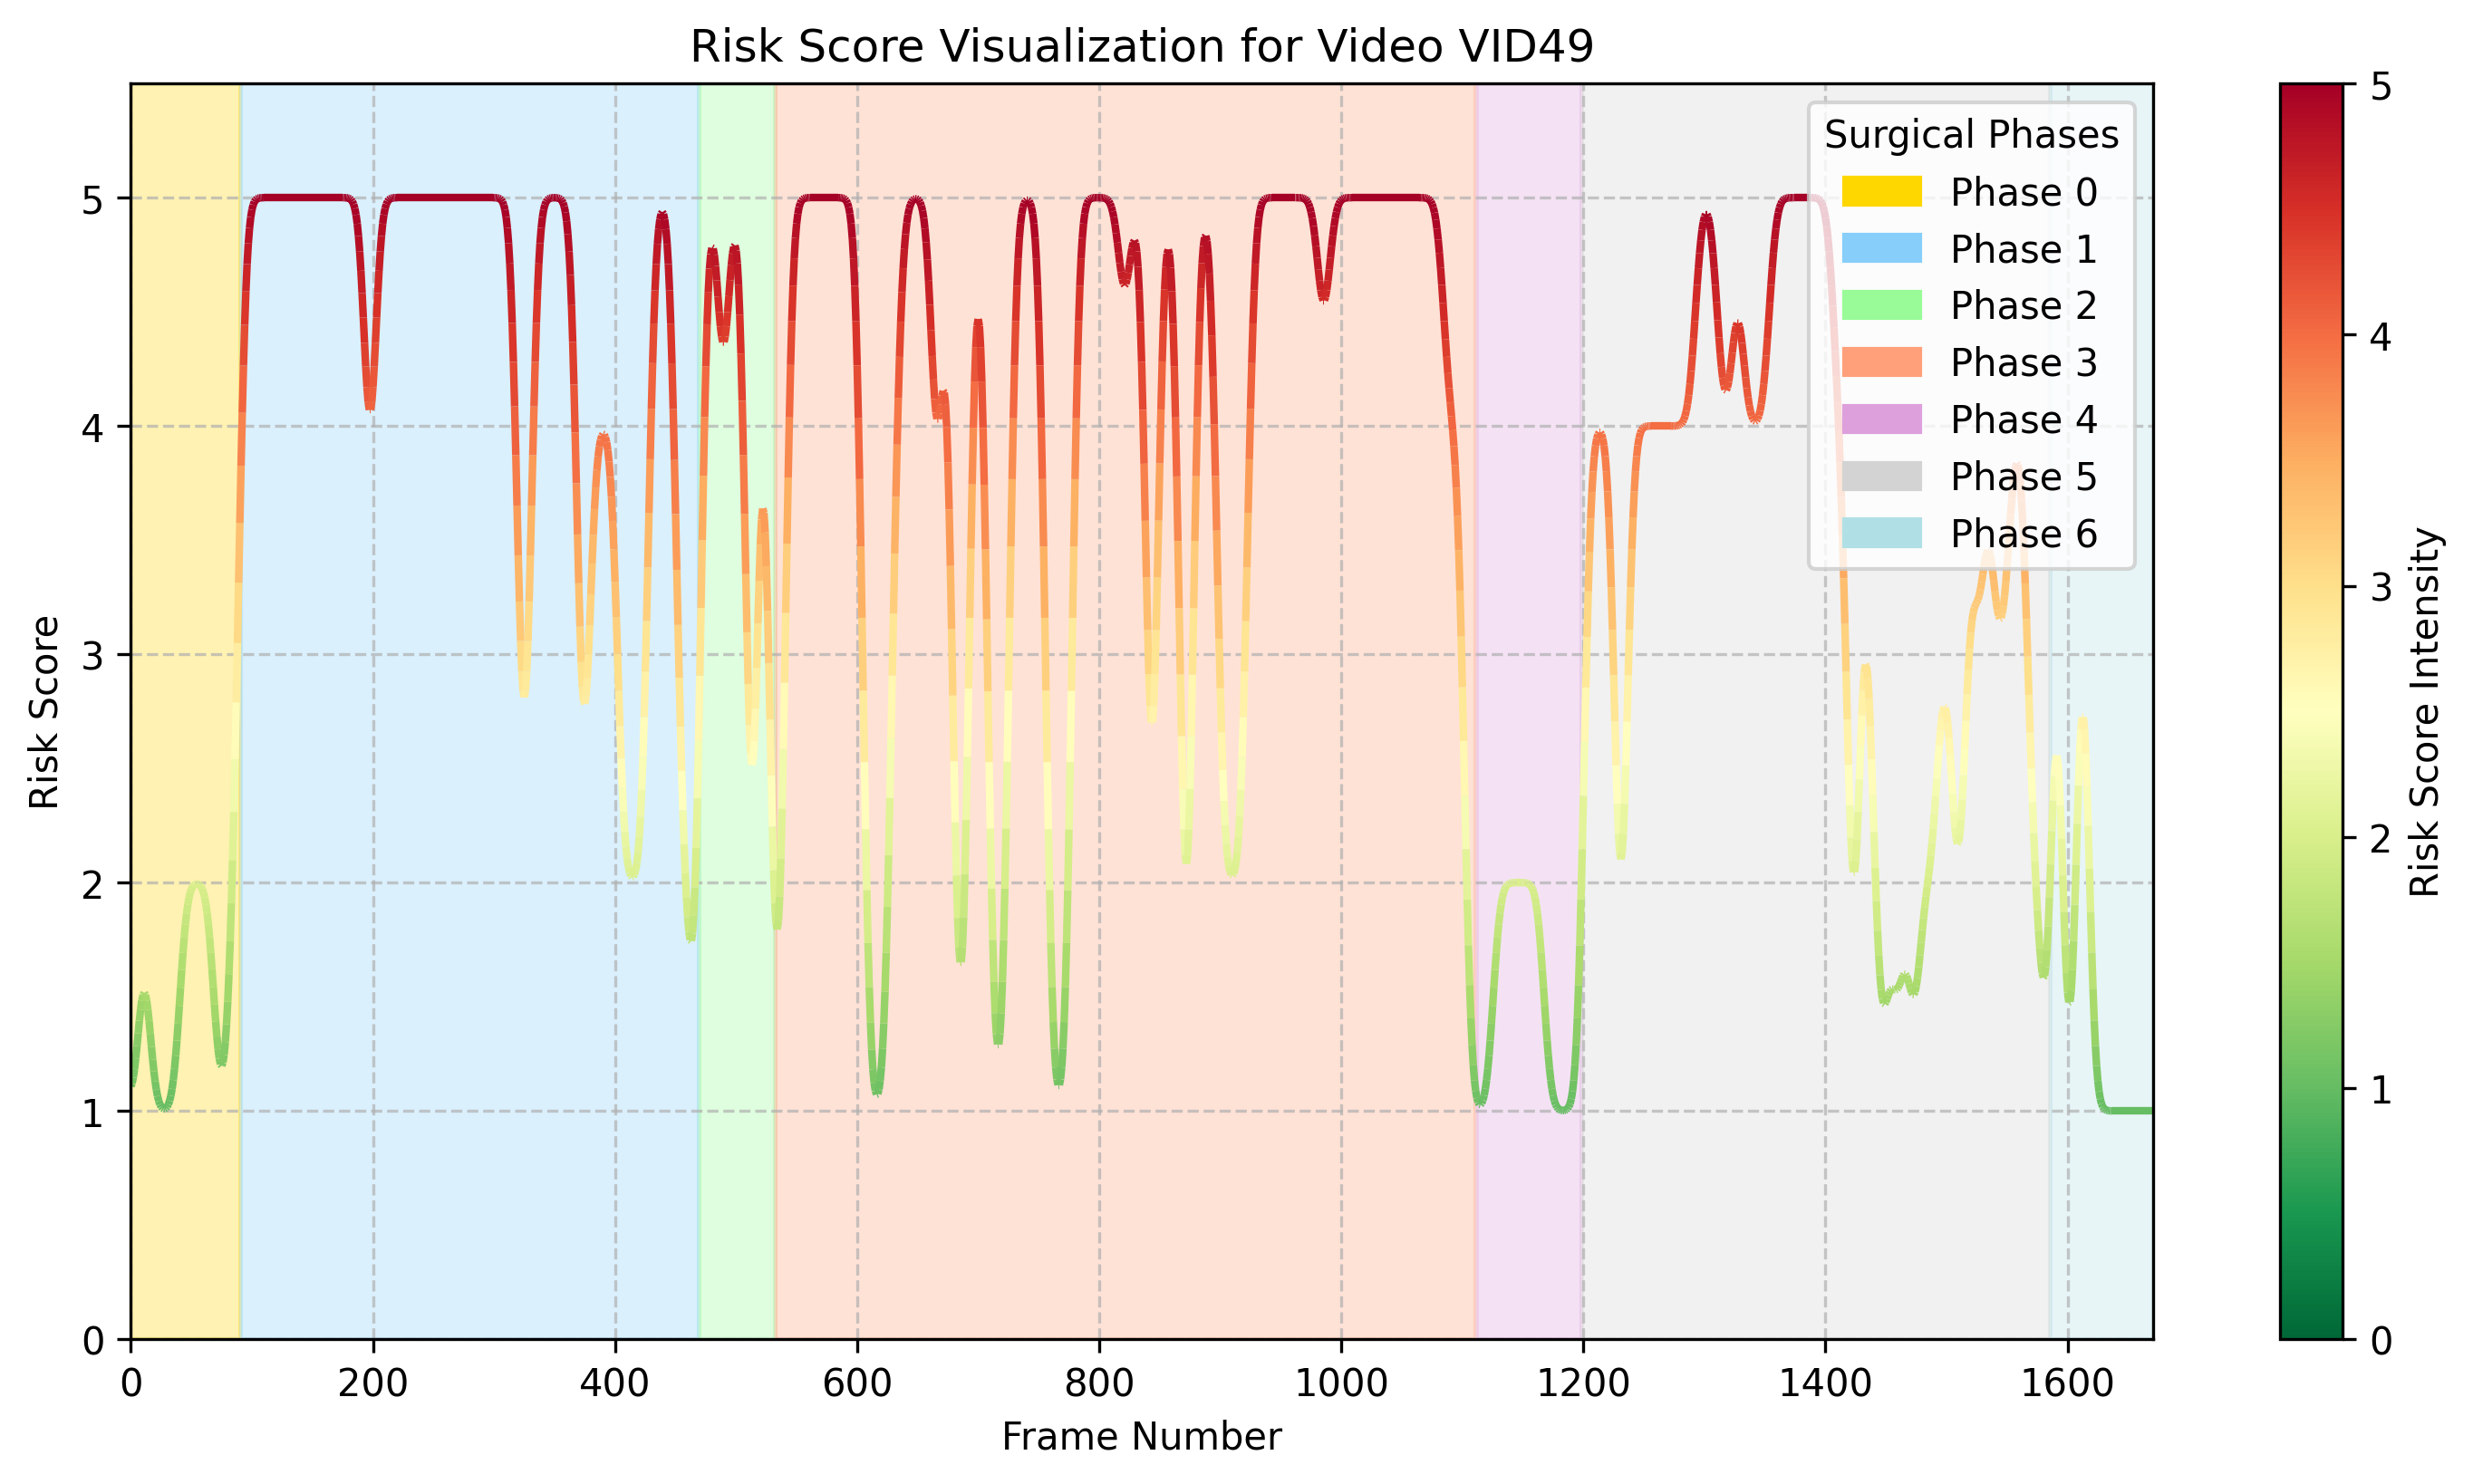 Risk Score Visualization for Video VID49
Risk Score
5
4
3
2
1
0
0 200 400 600 800 1000 1200 1400 1600
Frame Number
Surgical Phases
Phase 0
Phase 1
Phase 2
Phase 3
Phase 4
Phase 5
Phase 6
5
4
3
2
1
0
Risk Score Intensity